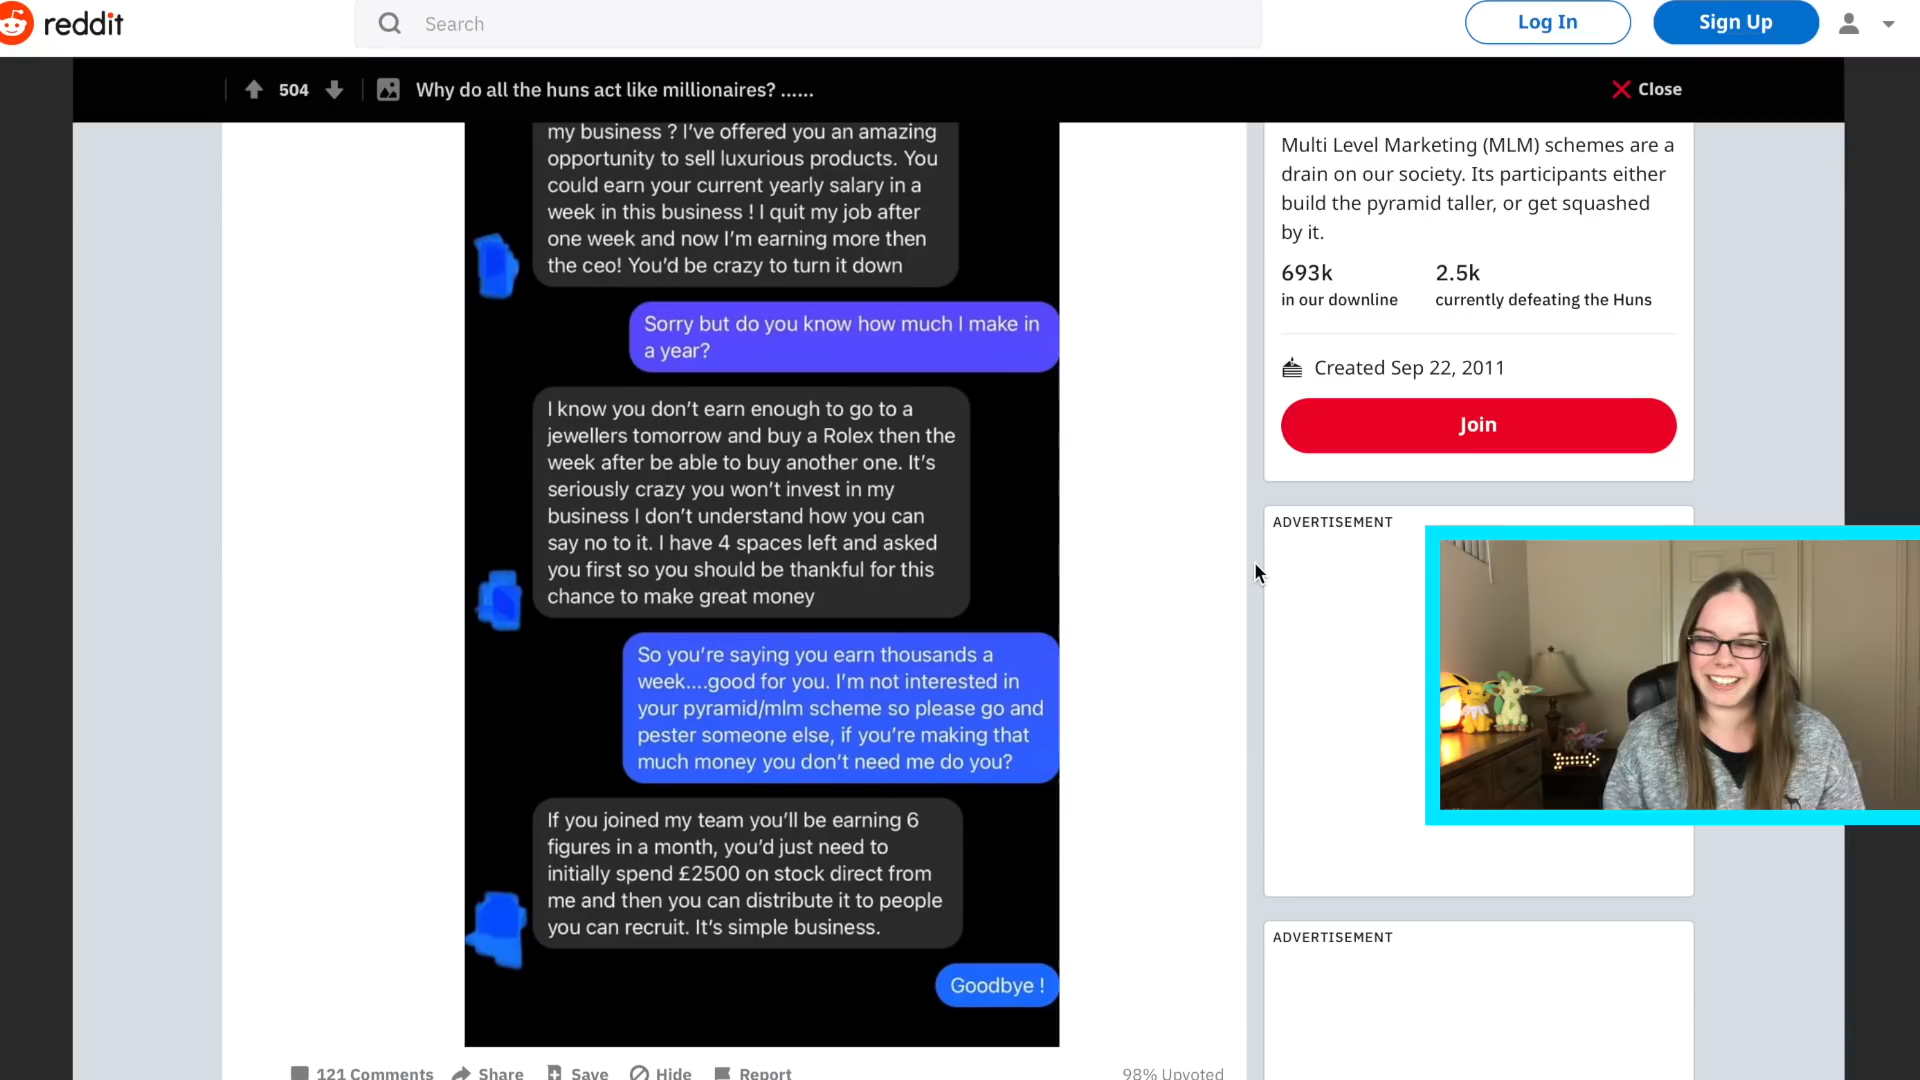 reddit
Search
Log In
Sign Up
504
Why do all the huns act like millionaires? ......
Close
my business ? I've offered you an amazing
opportunity to sell luxurious products. You
could earn your current yearly salary in a
week in this business ! I quit my job after
one week and now I'm earning more then
the ceo! You'd be crazy to turn it down
Sorry but do you know how much I make in
a year?
I know you don't earn enough to go to a
jewellers tomorrow and buy a Rolex then the
week after be able to buy another one. It's
seriously crazy you won't invest in my
business I don't understand how you can
say no to it. I have 4 spaces left and asked
you first so you should be thankful for this
chance to make great money
So you're saying you earn thousands a
week....good for you. I'm not interested in
your pyramid/mlm scheme so please go and
pester someone else, if you're making that
much money you don't need me do you?
If you joined my team you'll be earning 6
figures in a month, you'd just need to
initially spend £2500 on stock direct from
me and then you can distribute it to people
you can recruit. It's simple business.
Goodbye !
121 Comments
Share
Save
Hide
Report
98% Upvoted
Multi Level Marketing (MLM) schemes are a
drain on our society. Its participants either
build the pyramid taller, or get squashed
by it.
693k
2.5k
in our downline
currently defeating the Huns
Created Sep 22, 2011
Join
ADVERTISEMENT
ADVERTISEMENT